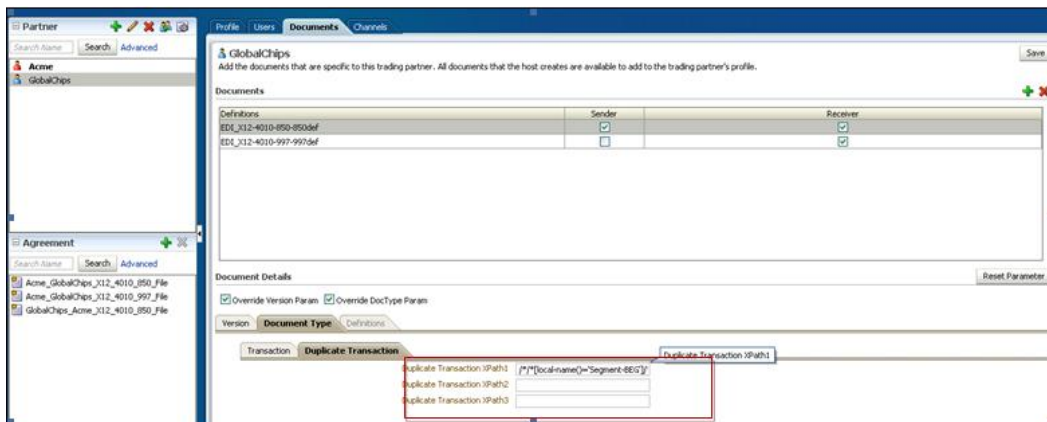 Partner
Search Name Search Advanced
Acme
GlobalChips
Agreement
Search Name Search Advanced
Acme_GlobalChips_X12_4010_850_File
Acme_GlobalChips_X12_4010_997_File
GlobalChips_Acme_X12_4010_850_File
Profile Users Documents Channels
GlobalChips Save
Add the documents that are specific to this trading partner. All documents that the host creates are available to add to the trading partner's profile.
Documents
Definitions Sender Receiver
EDI_X12-4010-850-850def
EDI_X12-4010-997-997def
Document Details Reset Parameter
Override Version Param Override DocType Param
Version Document Type Definitions
Transaction Duplicate Transaction
Duplicate Transaction XPath1 /*/*[local-name()='Segment-BEG']/ Duplicate Transaction XPath1
Duplicate Transaction XPath2
Duplicate Transaction XPath3